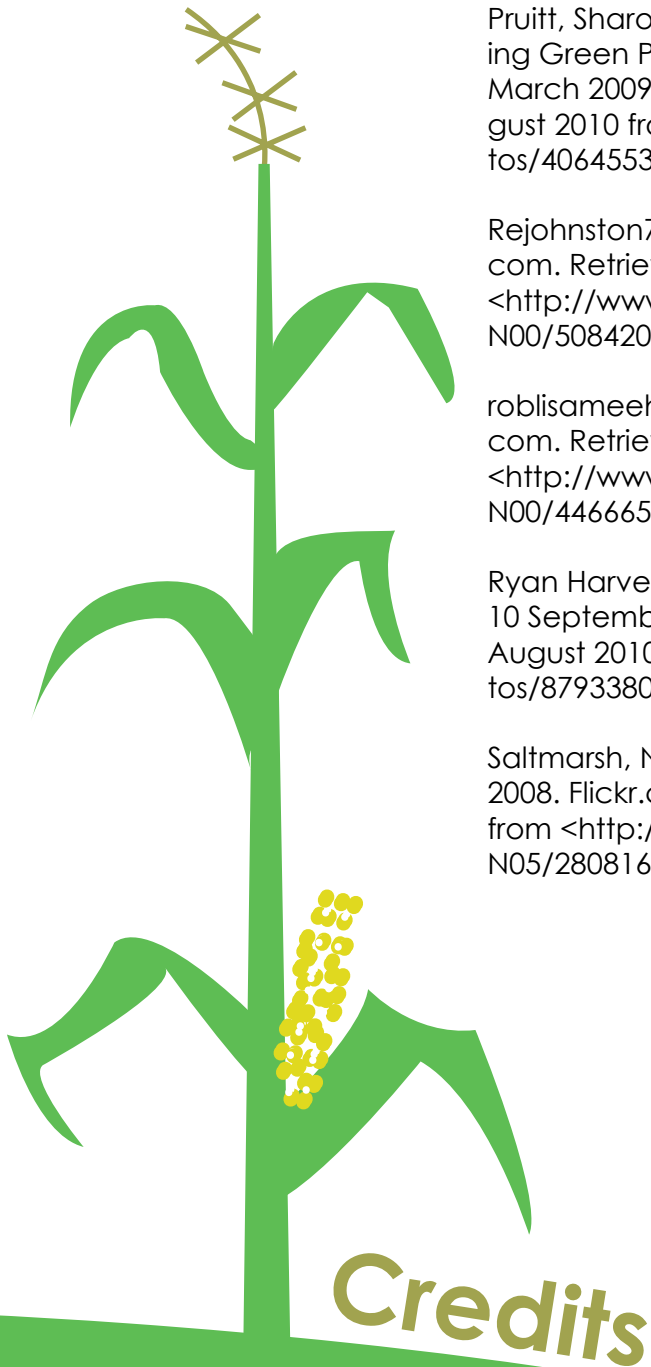 Pruitt, Sharo
ing Green P
March 2009
gust 2010 fro
tos/4064553

Rejohnston7
com. Retriev
<http://www
N00/508420

roblisameeh
com. Retriev
<http://www
N00/446665

Ryan Harve
10 Septemb
August 2010
tos/8793380

Saltmarsh, N
2008. Flickr.c
from <http:/
N05/280816

Credits